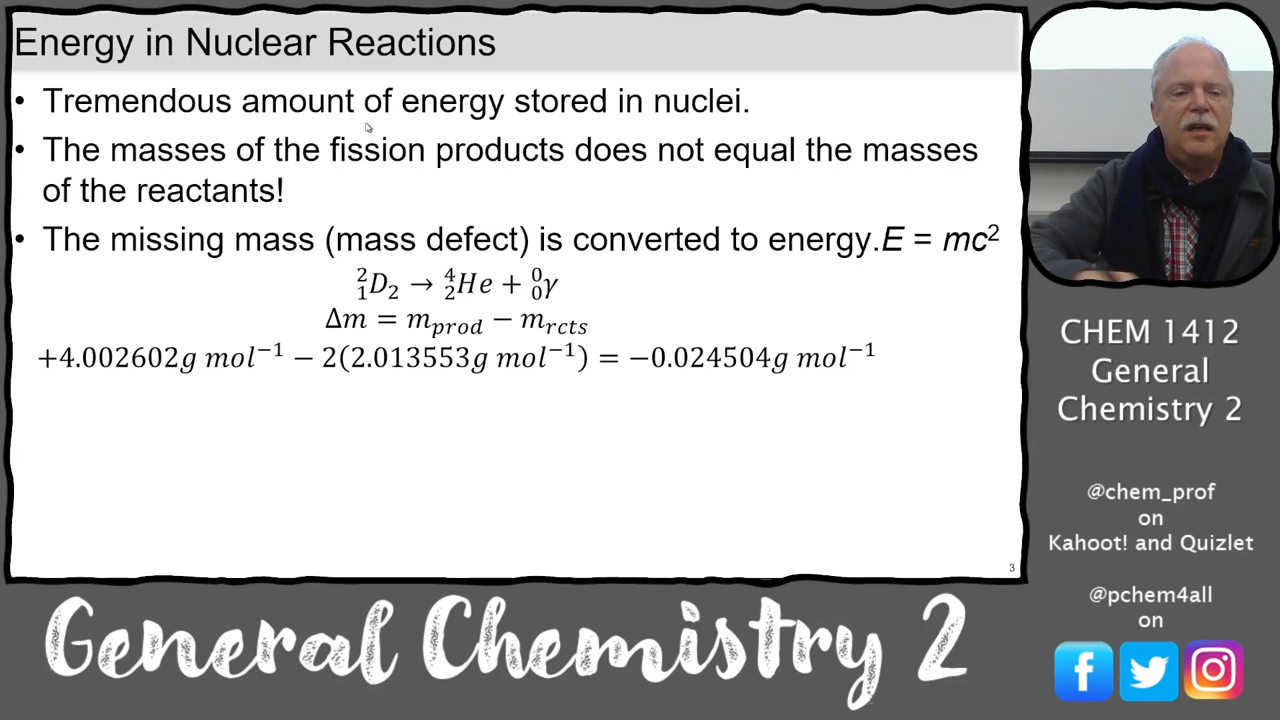 Energy in Nuclear Reactions
• Tremendous amount of energy stored in nuclei.
• The masses of the fission products does not equal the masses
of the reactants!
• The missing mass (mass defect) is converted to energy.E = mc²
²₁D₂ → ⁴₂He + ⁰₀γ
Δm = m_prod − m_rcts
+4.002602g mol⁻¹ − 2(2.013553g mol⁻¹) = −0.024504g mol⁻¹
3
CHEM 1412
General
Chemistry 2
@chem_prof
on
Kahoot! and Quizlet
@pchem4all
on
General Chemistry 2